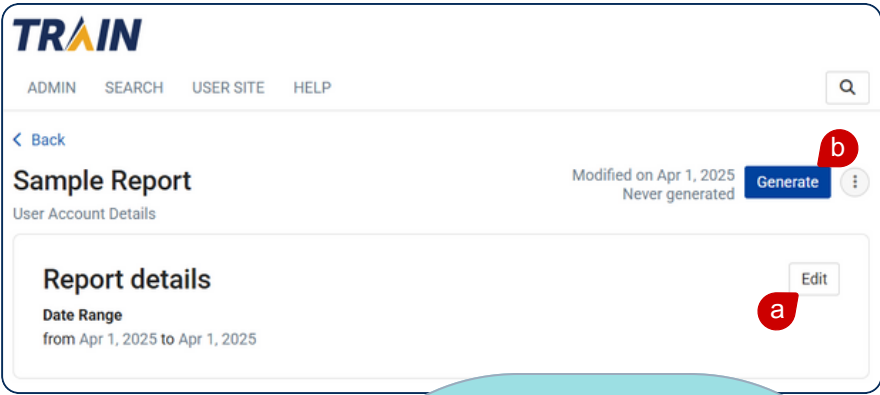 TRAIN
ADMIN SEARCH USER SITE HELP
Back
b
Sample Report
Modified on Apr 1, 2025
Never generated
Generate
User Account Details
Report details
Edit
a
Date Range
from Apr 1, 2025 to Apr 1, 2025